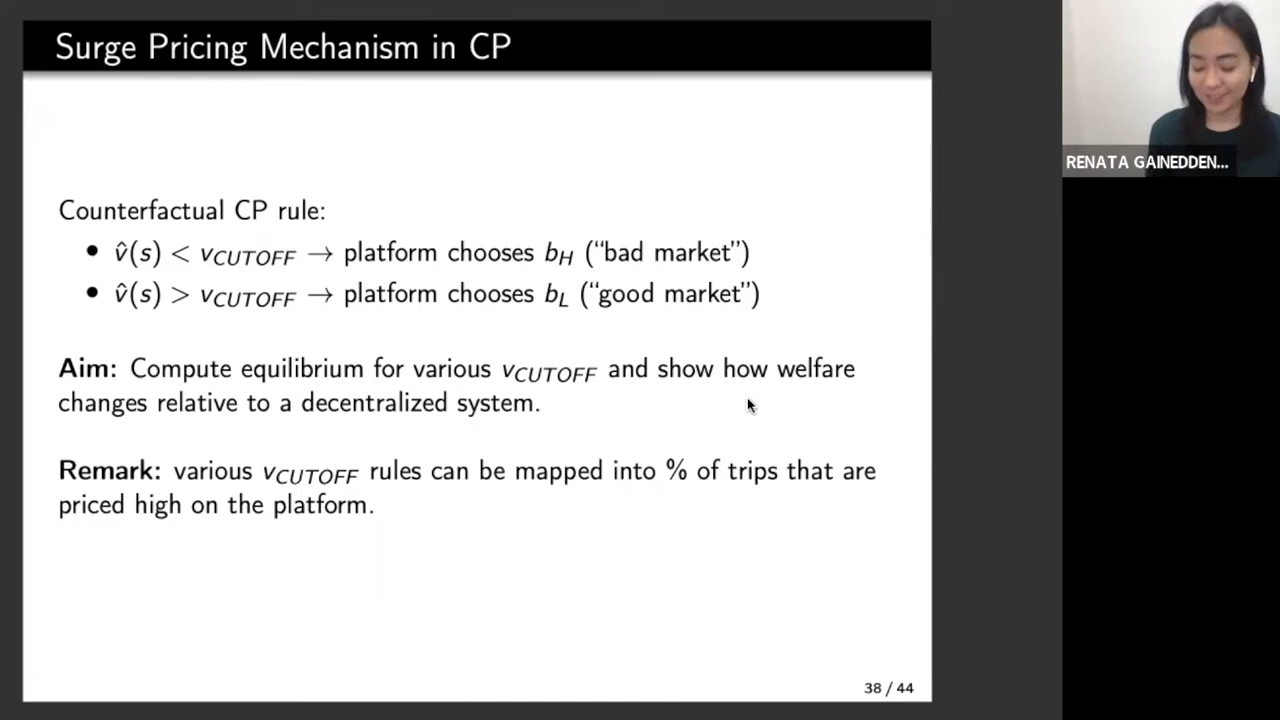 Surge Pricing Mechanism in CP
RENATA GAINEDDEN...
Counterfactual CP rule:
• v̂(s) < v_CUTOFF → platform chooses b_H (“bad market”)
• v̂(s) > v_CUTOFF → platform chooses b_L (“good market”)
Aim: Compute equilibrium for various v_CUTOFF and show how welfare
changes relative to a decentralized system.
Remark: various v_CUTOFF rules can be mapped into % of trips that are
priced high on the platform.
38 / 44